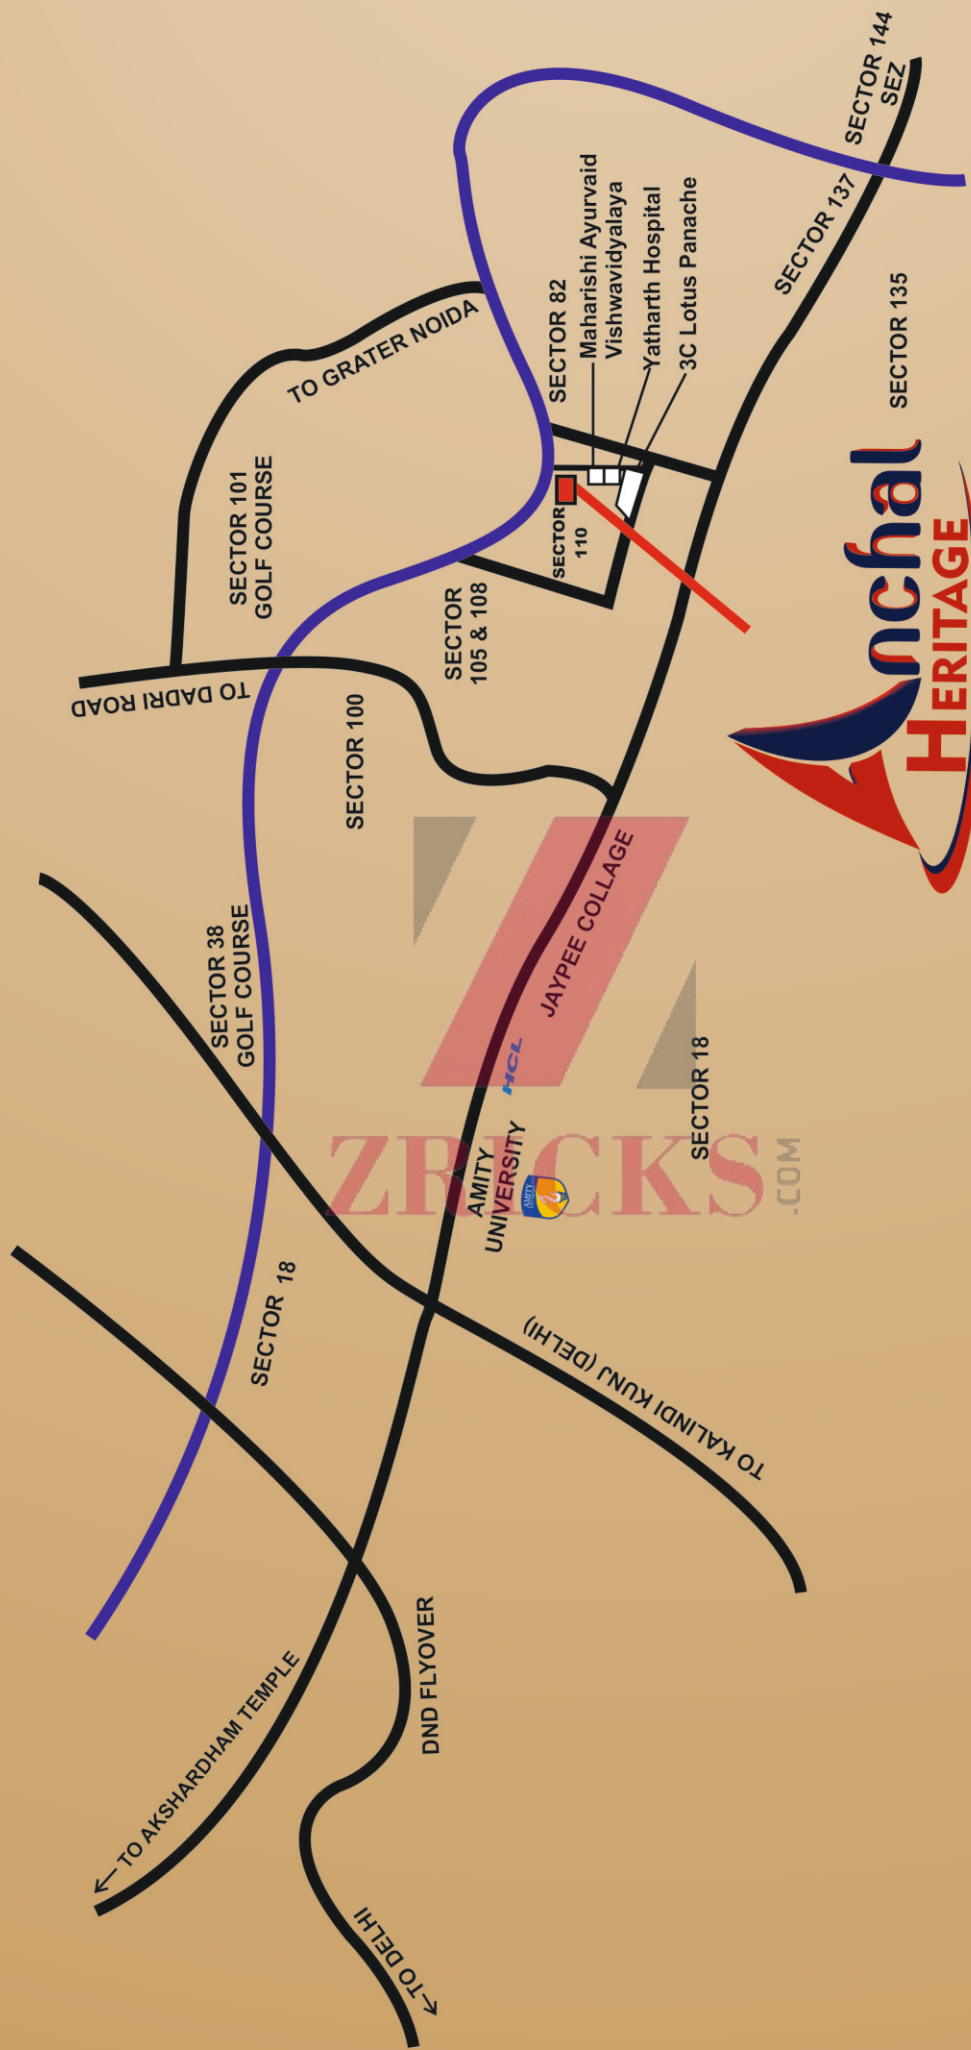 ← TO AKSHARDHAM TEMPLE
←TO DELHI
DND FLYOVER
SECTOR 18
SECTOR 38
GOLF COURSE
TO KALINDI KUNJ (DELHI)
AMITY
UNIVERSITY
AMITY
HCL
JAYPEE COLLAGE
SECTOR 18
ZRICKS
.COM
SECTOR 100
TO DADRI ROAD
SECTOR 101
GOLF COURSE
TO GRATER NOIDA
SECTOR
105 & 108
SECTOR
110
SECTOR 82
Maharishi Ayurvaid
Vishwavidyalaya
Yatharth Hospital
3C Lotus Panache
SECTOR 137
SECTOR 144
SEZ
SECTOR 135
Anchal
HERITAGE